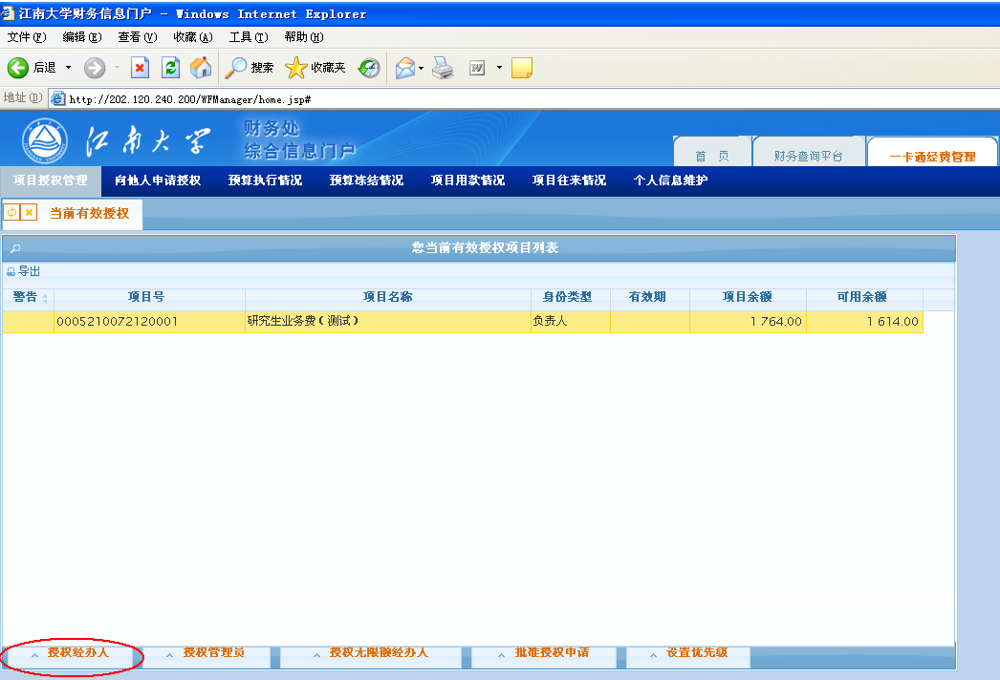 江南大学财务信息门户 - Windows Internet Explorer
文件(F) 编辑(E) 查看(V) 收藏(A) 工具(T) 帮助(H)
后退 搜索 收藏夹
地址(D) http://202.120.240.200/WFManager/home.jsp#
江南大学 财务处
综合信息门户
首 页 财务查询平台 一卡通经费管理
项目授权管理 向他人申请授权 预算执行情况 预算冻结情况 项目用款情况 项目往来情况 个人信息维护
当前有效授权
您当前有效授权项目列表
导出
警告 项目号 项目名称 身份类型 有效期 项目余额 可用余额
0005210072120001 研究生业务费(测试) 负责人 1 764.00 1 614.00
授权经办人 授权管理员 授权无限额经办人 批准授权申请 设置优先级